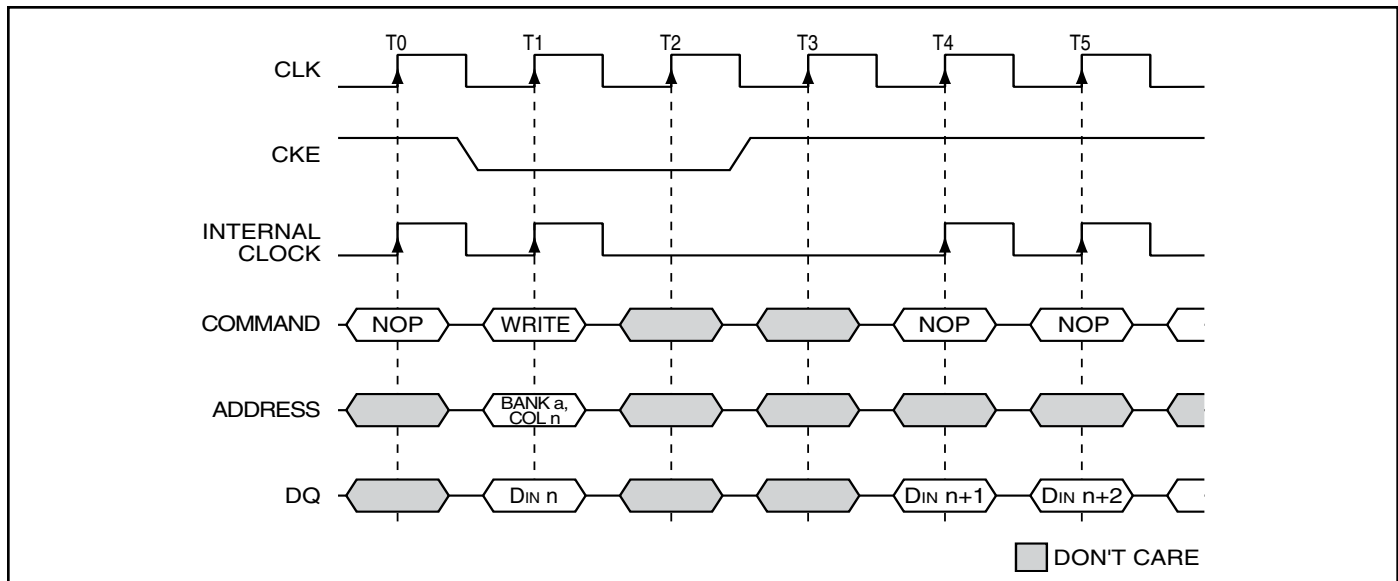 T0 T1 T2 T3 T4 T5
CLK
CKE
INTERNAL
CLOCK
COMMAND NOP WRITE NOP NOP
ADDRESS BANK a,
COL n
DQ DIN n DIN n+1 DIN n+2
DON'T CARE